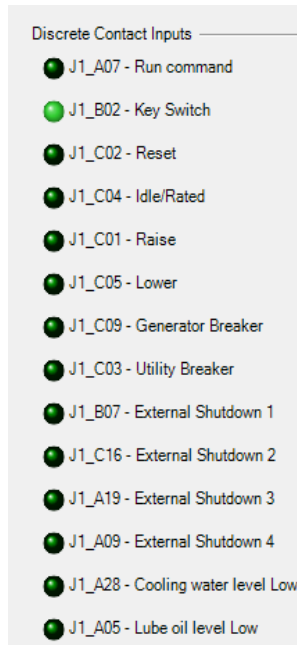 Discrete Contact Inputs
J1_A07 - Run command
J1_B02 - Key Switch
J1_C02 - Reset
J1_C04 - Idle/Rated
J1_C01 - Raise
J1_C05 - Lower
J1_C09 - Generator Breaker
J1_C03 - Utility Breaker
J1_B07 - External Shutdown 1
J1_C16 - External Shutdown 2
J1_A19 - External Shutdown 3
J1_A09 - External Shutdown 4
J1_A28 - Cooling water level Low
J1_A05 - Lube oil level Low